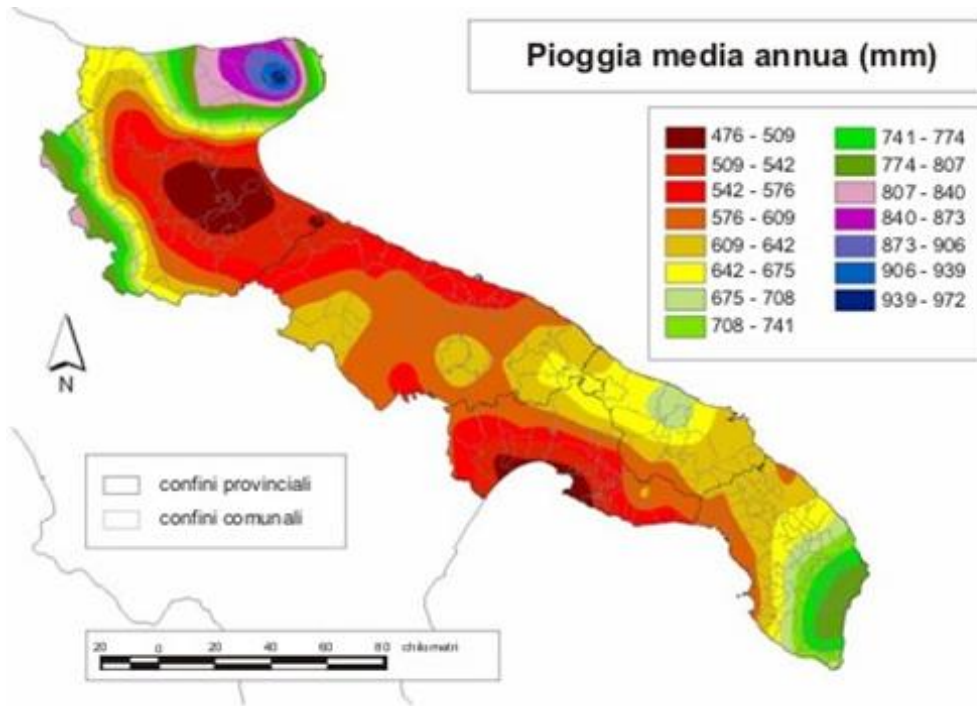 Pioggia media annua (mm)
476 - 509
509 - 542
542 - 576
576 - 609
609 - 642
642 - 675
675 - 708
708 - 741
741 - 774
774 - 807
807 - 840
840 - 873
873 - 906
906 - 939
939 - 972
N
confini provinciali
confini comunali
20 0 20 40 60 80 chilometri